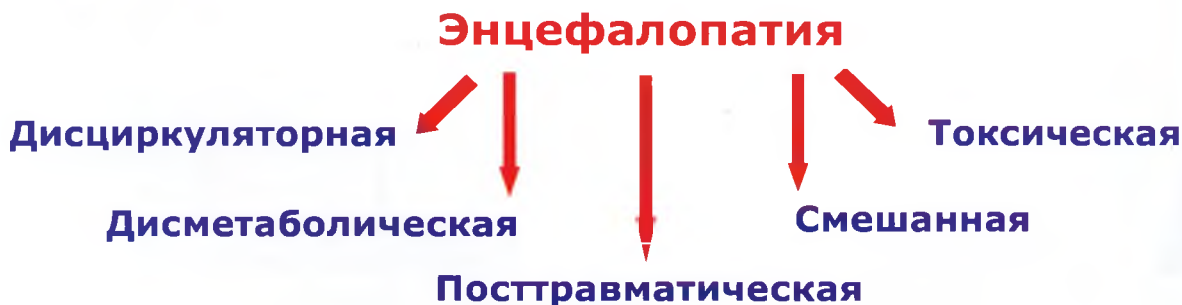 Энцефалопатия
Дисциркуляторная
Токсическая
Дисметаболическая
Смешанная
Посттравматическая